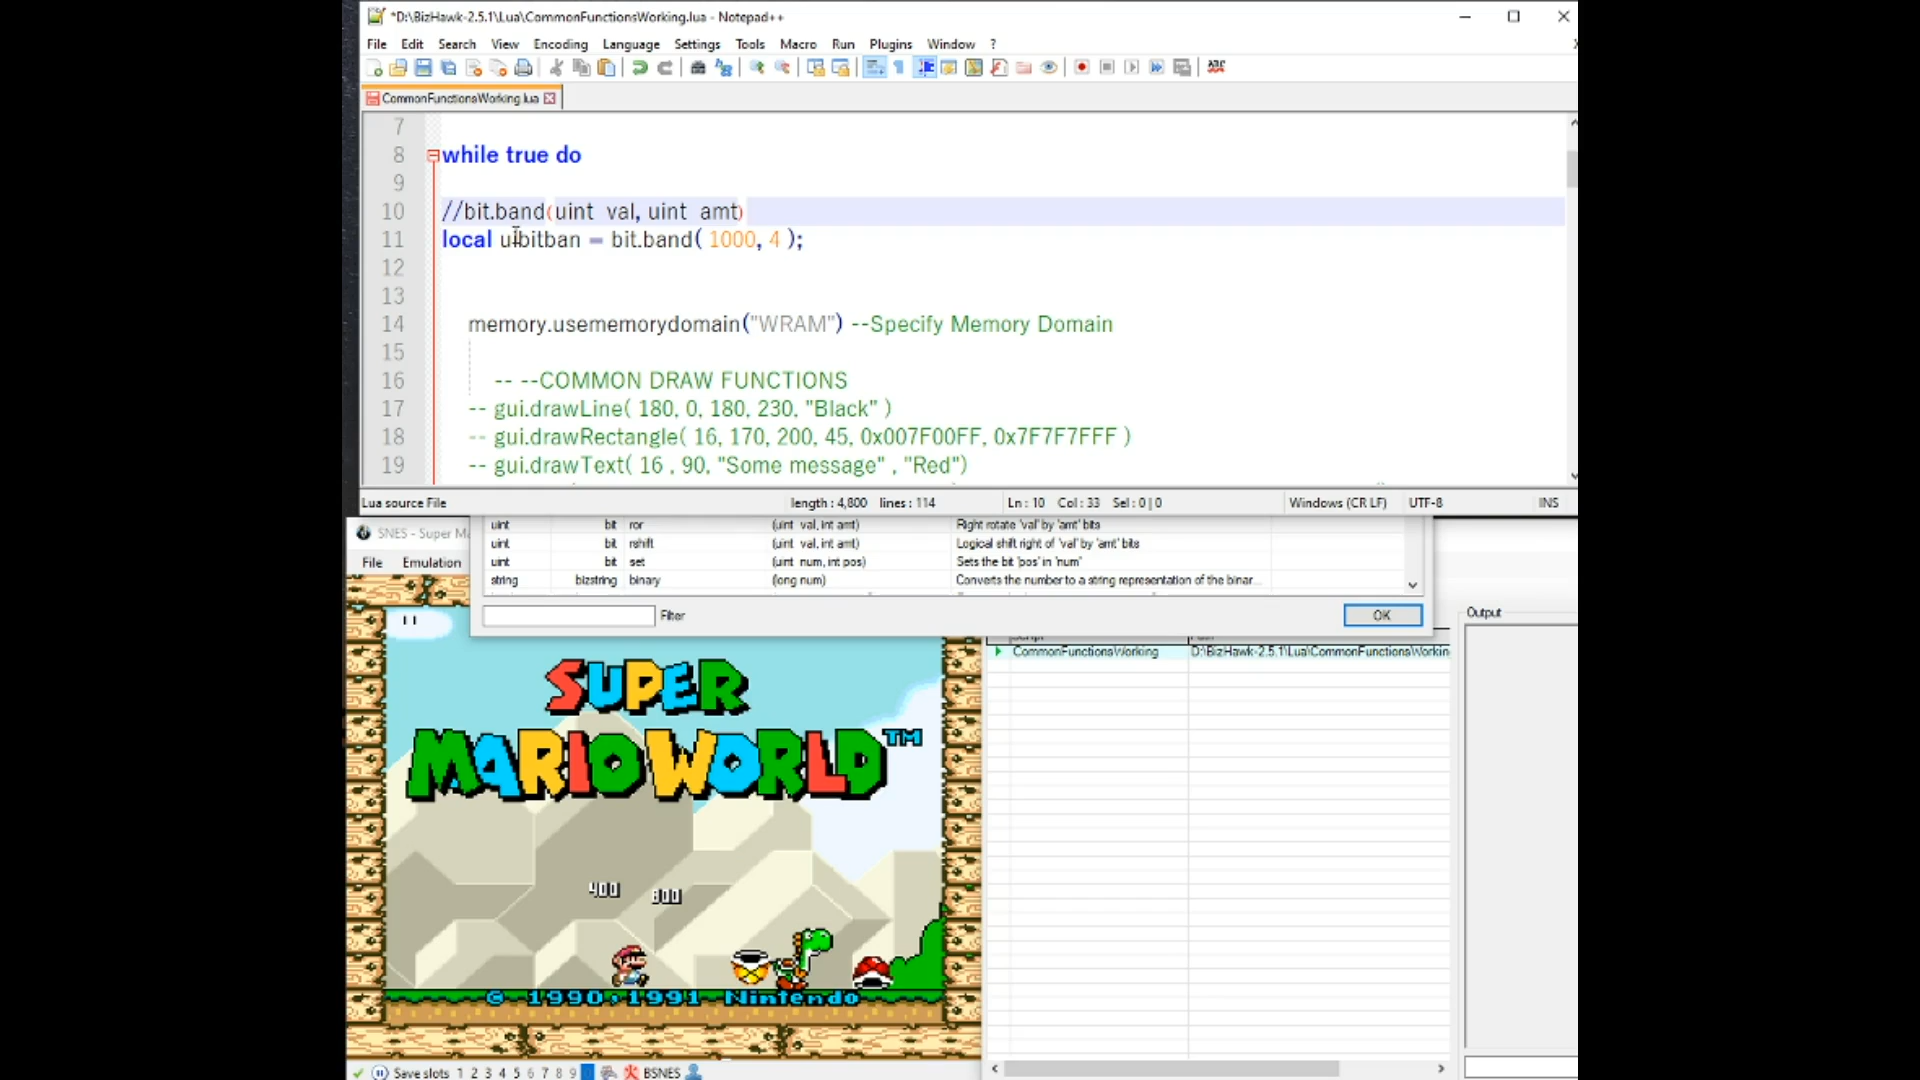 *D:\BizHawk-2.5.1\Lua\CommonFunctionsWorking.lua - Notepad++
File Edit Search View Encoding Language Settings Tools Macro Run Plugins Window ?
CommonFunctionsWorking.lua
7
8 while true do
9
10 //bit.band(uint val, uint amt)
11 local uibitban = bit.band( 1000, 4 );
12
13
14 memory.usememorydomain("WRAM") --Specify Memory Domain
15
16 -- --COMMON DRAW FUNCTIONS
17 -- gui.drawLine( 180, 0, 180, 230, "Black" )
18 -- gui.drawRectangle( 16, 170, 200, 45, 0x007F00FF, 0x7F7F7FFF )
19 -- gui.drawText( 16 , 90, "Some message" , "Red")
Lua source File length : 4,800 lines : 114 Ln : 10 Col : 33 Sel : 0 | 0 Windows (CR LF) UTF-8 INS
uint bit ror (uint val, int amt) Right rotate 'val' by 'amt' bits
uint bit rshift (uint val, int amt) Logical shift right of 'val' by 'amt' bits
uint bit set (uint num, int pos) Sets the bit 'pos' in 'num'
string bizstring binary (long num) Converts the number to a string representation of the binar...
Filter
OK
SNES - Super Ma
File Emulation
Output
CommonFunctionsWorking D:\BizHawk-2.5.1\Lua\CommonFunctionsWorkin
SUPER
MARIO WORLD™
400 800
© 1990,1991 Nintendo
Save slots 1 2 3 4 5 6 7 8 9 BSNES